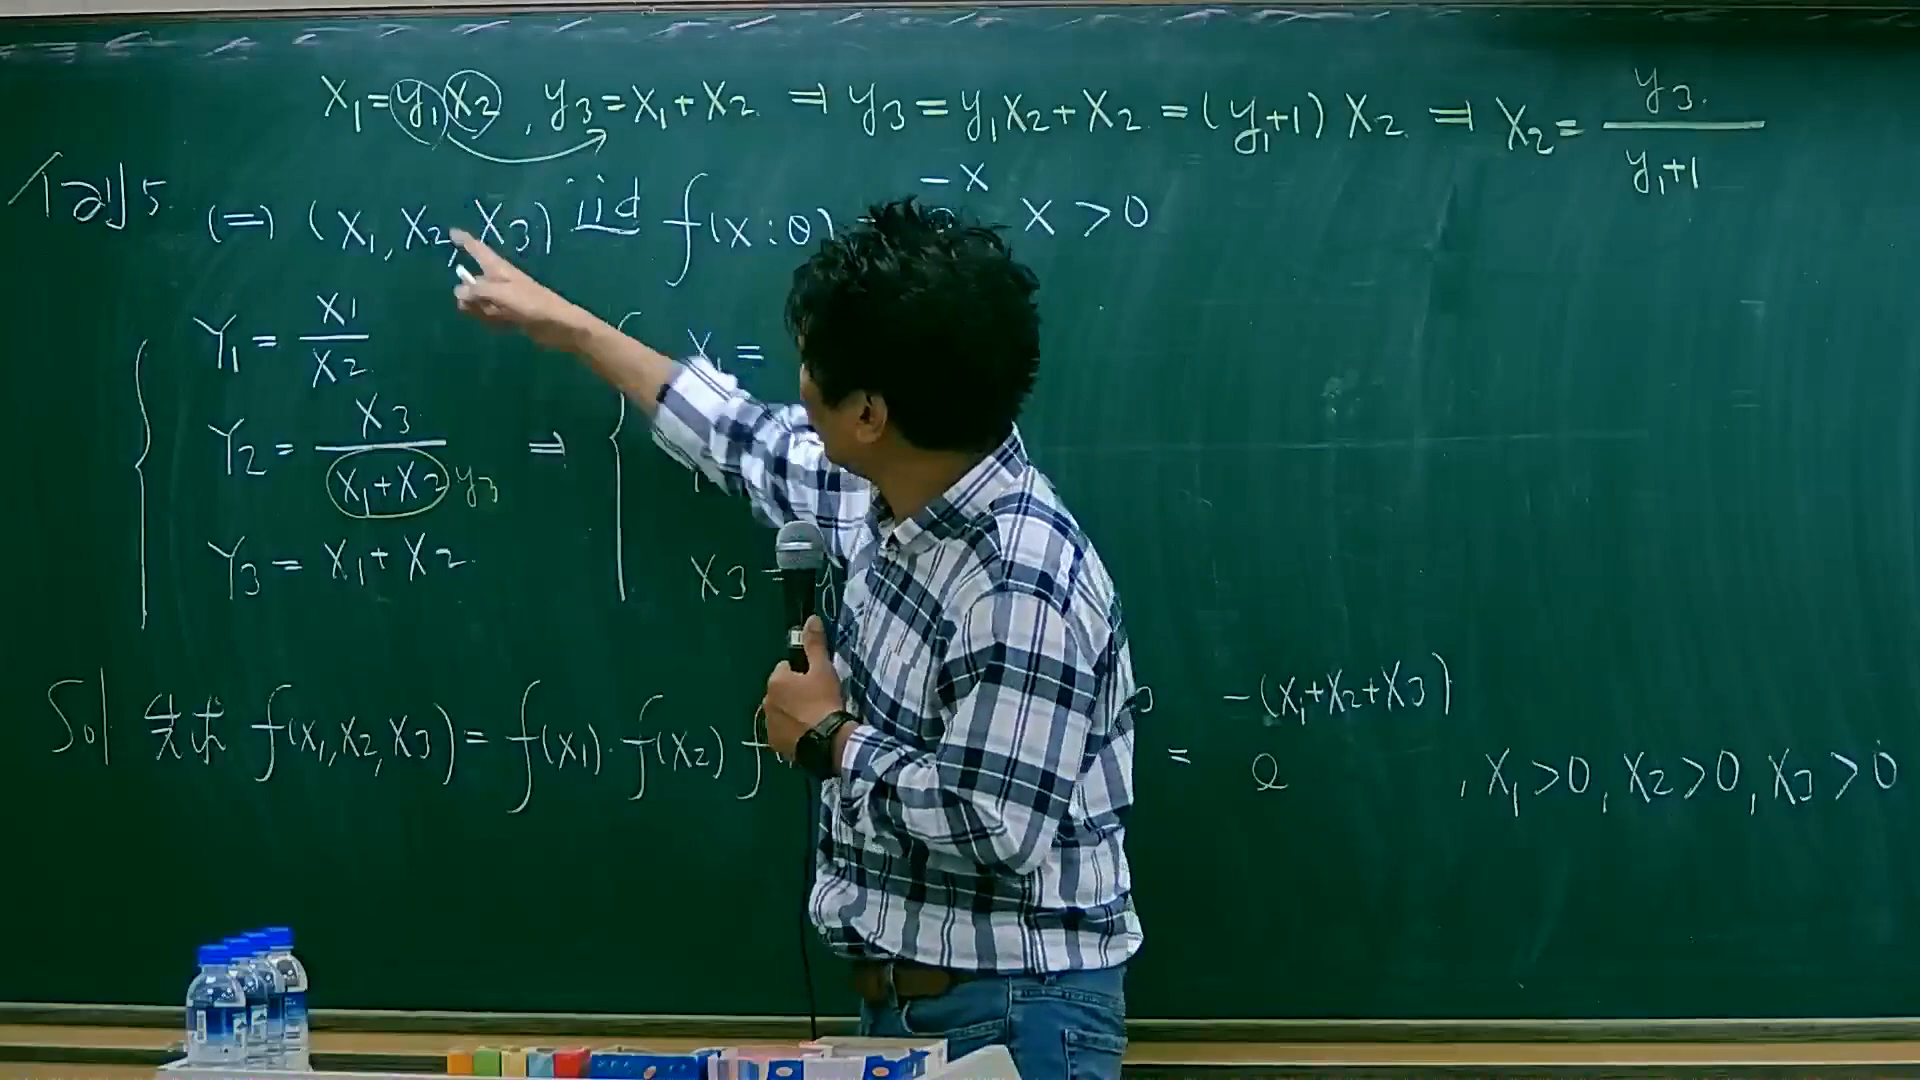 X₁=y₁X₂, y₃=X₁+X₂ ⇒ y₃=y₁X₂+X₂=(y₁+1)X₂ ⇒ X₂=y₃/(y₁+1)
例5 (=) (X₁,X₂,X₃) iid f(x:θ) -x x>0
Y₁ = X₁/X₂ X₁ =
Y₂ = X₃/(X₁+X₂) y₃ ⇒
Y₃ = X₁+X₂ X₃ = y
Sol 先求 f(x₁,x₂,x₃)=f(x₁)·f(x₂) f( 3 = e^-(x₁+x₂+x₃), x₁>0, x₂>0, x₃>0